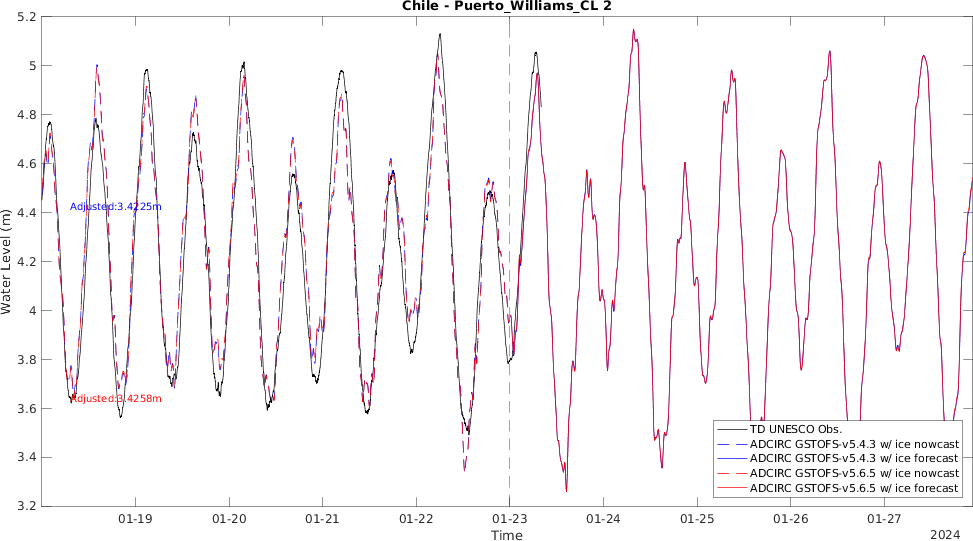 Chile - Puerto_Williams_CL 2
5.2
5
4.8
4.6
4.4
4.2
4
3.8
3.6
3.4
3.2
Water Level (m)
Adjusted:3.4225m
Adjusted:3.4258m
TD UNESCO Obs.
ADCIRC GSTOFS-v5.4.3 w/ ice nowcast
ADCIRC GSTOFS-v5.4.3 w/ ice forecast
ADCIRC GSTOFS-v5.6.5 w/ ice nowcast
ADCIRC GSTOFS-v5.6.5 w/ ice forecast
01-19 01-20 01-21 01-22 01-23 01-24 01-25 01-26 01-27
Time
2024